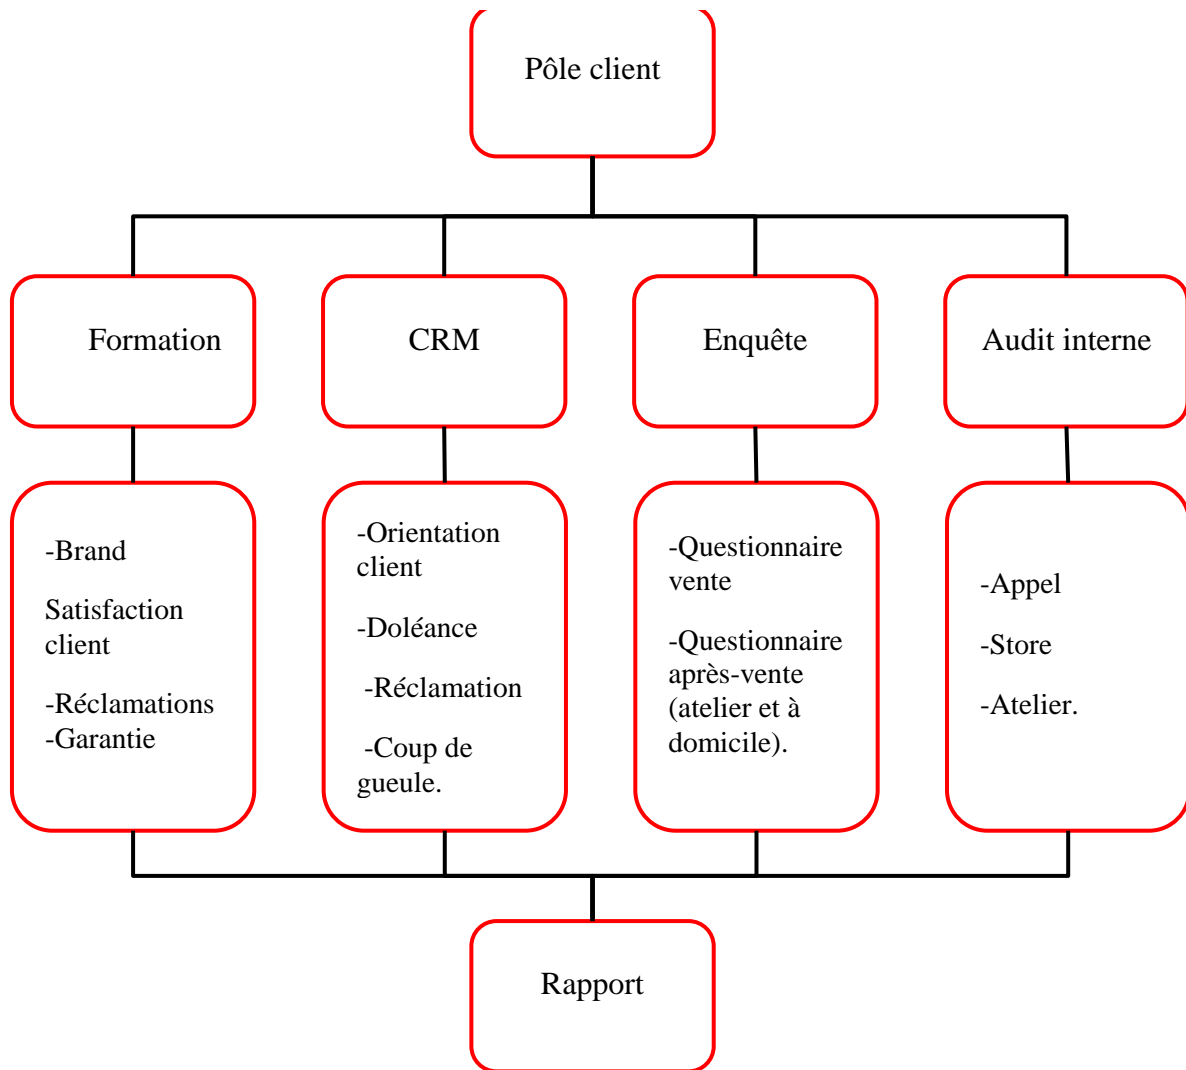 Pôle client
Formation
CRM
Enquête
Audit interne
-Brand
Satisfaction
client
-Réclamations
-Garantie
-Orientation
client
-Doléance
-Réclamation
-Coup de
gueule.
-Questionnaire
vente
-Questionnaire
après-vente
(atelier et à
domicile).
-Appel
-Store
-Atelier.
Rapport